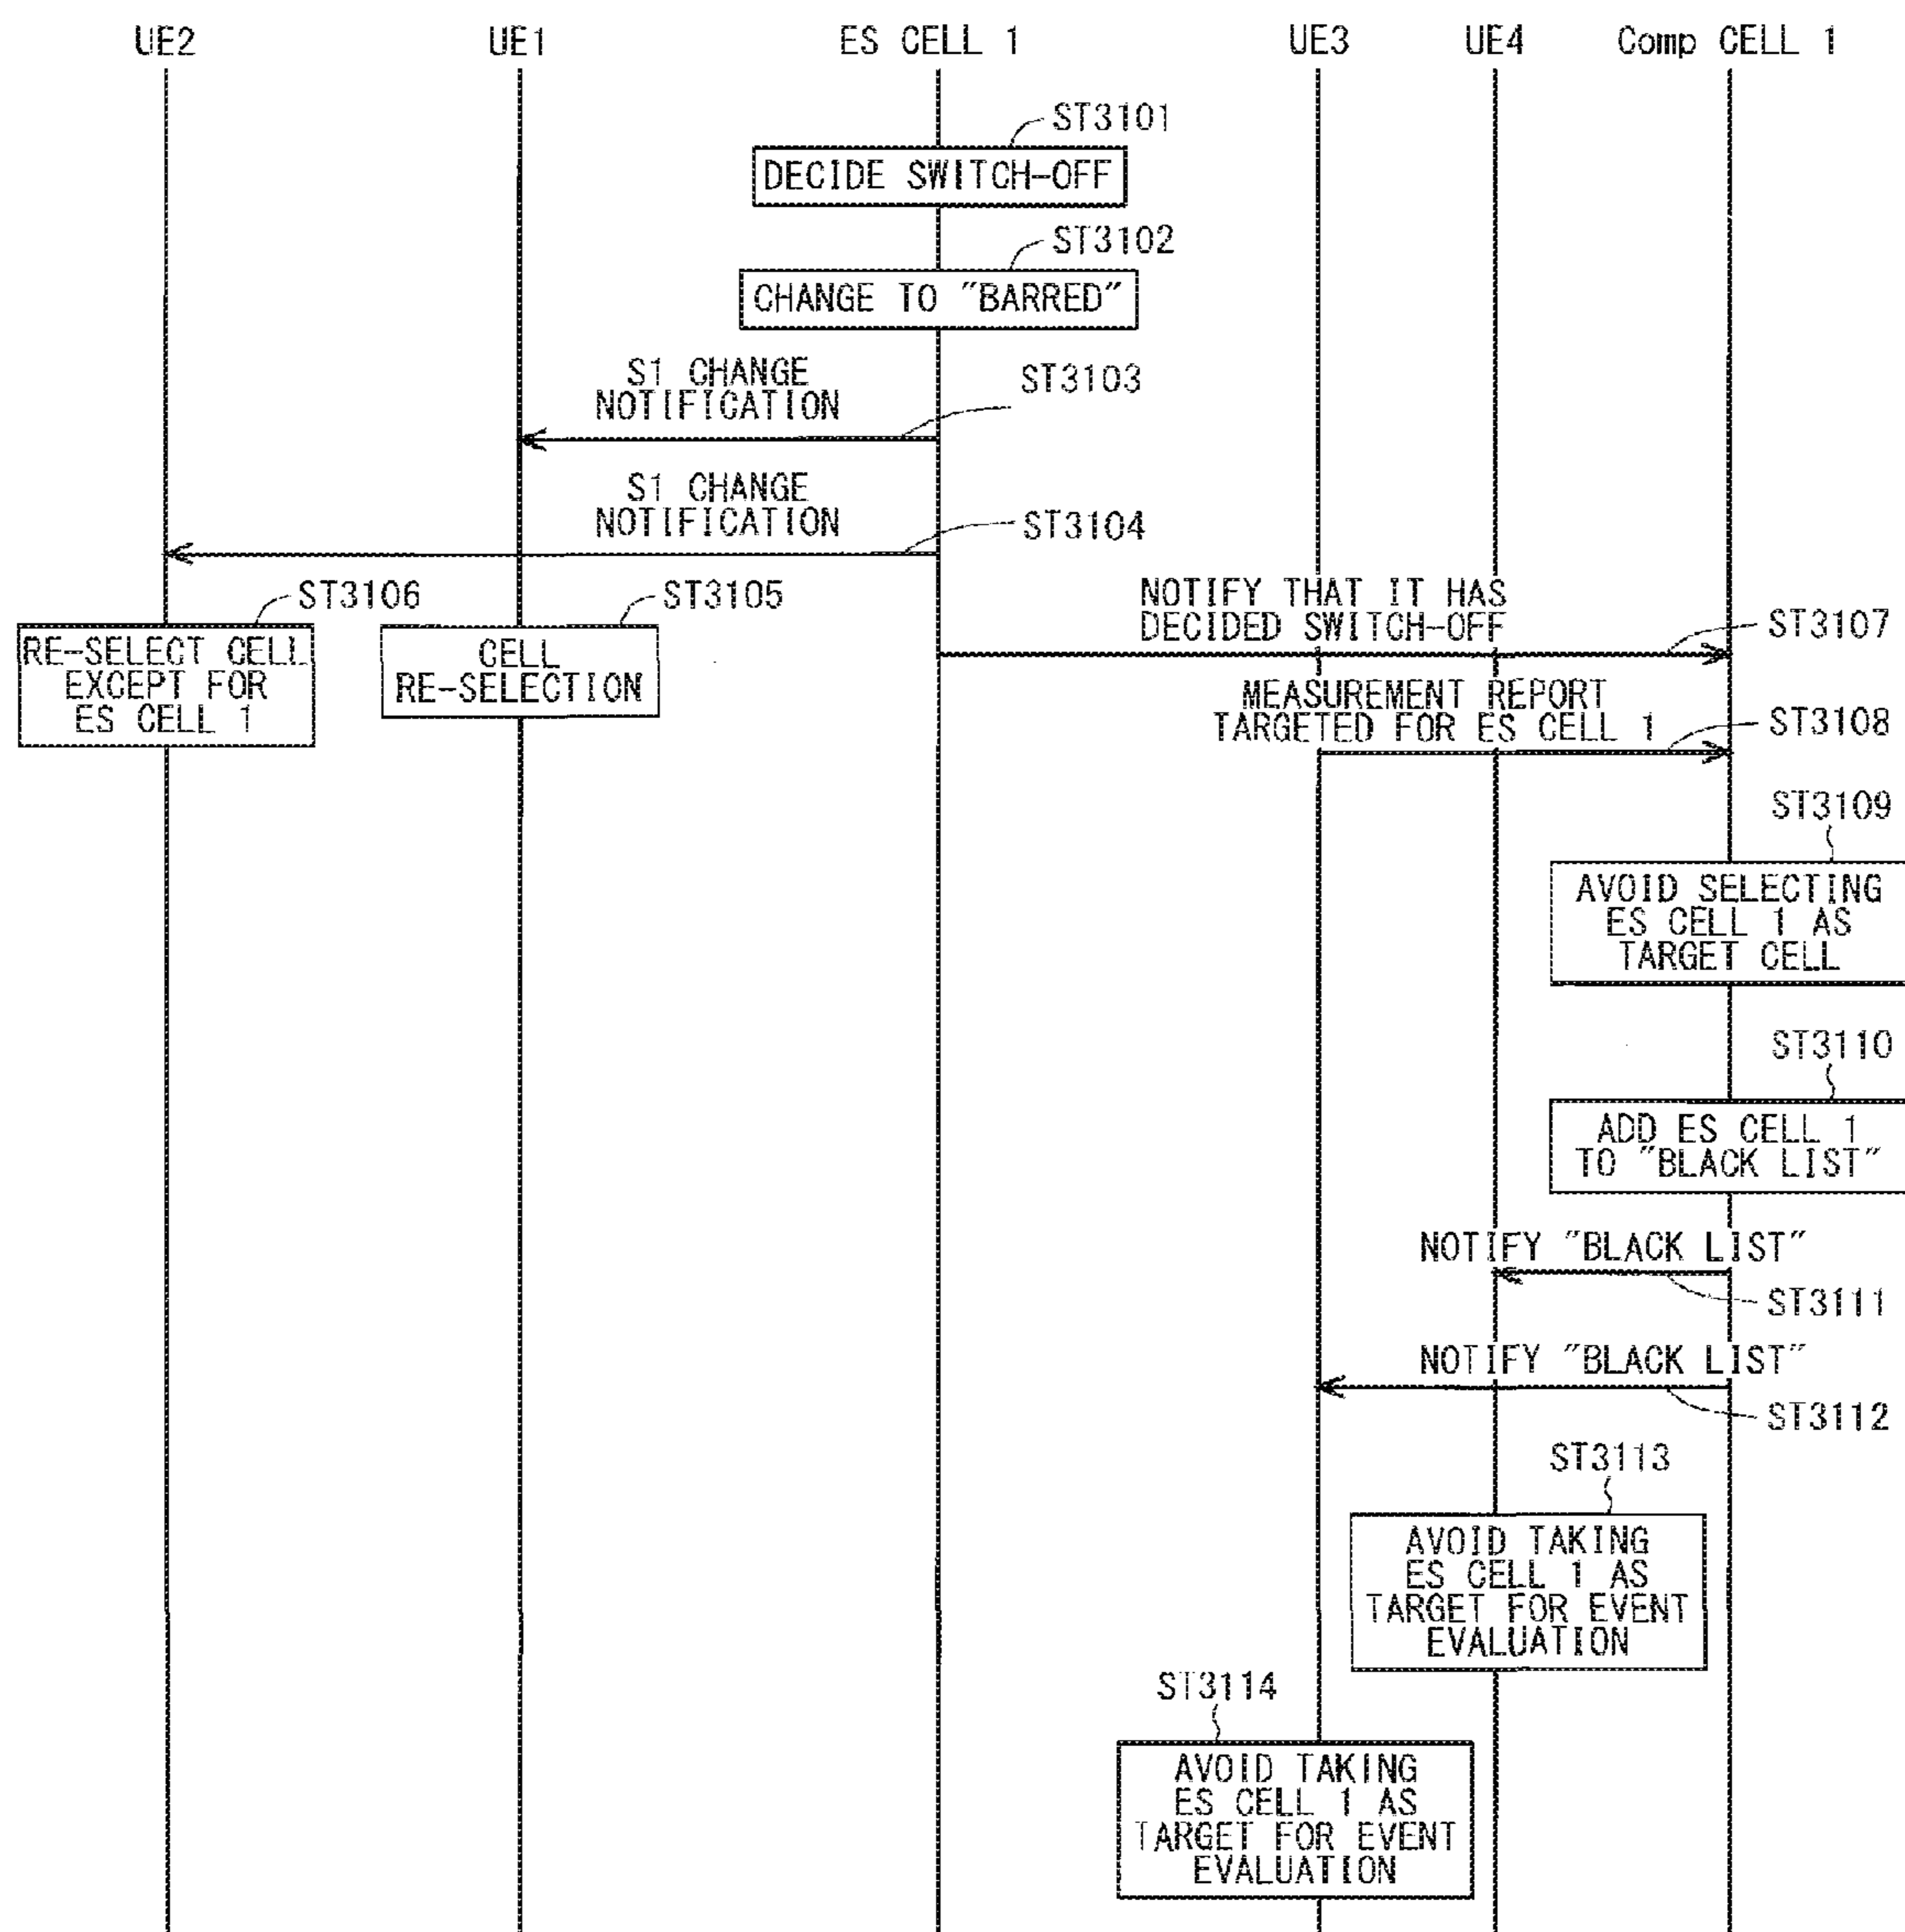 UE2
UE1
ES CELL 1
UE3
UE4
Comp CELL 1
ST3101
DECIDE SWITCH-OFF
ST3102
CHANGE TO "BARRED"
S1 CHANGE
NOTIFICATION
ST3103
S1 CHANGE
NOTIFICATION
ST3104
ST3106
RE-SELECT CELL
EXCEPT FOR
ES CELL 1
ST3105
CELL
RE-SELECTION
NOTIFY THAT IT HAS
DECIDED SWITCH-OFF
ST3107
MEASUREMENT REPORT
TARGETED FOR ES CELL 1
ST3108
ST3109
AVOID SELECTING
ES CELL 1 AS
TARGET CELL
ST3110
ADD ES CELL 1
TO "BLACK LIST"
NOTIFY "BLACK LIST"
ST3111
NOTIFY "BLACK LIST"
ST3112
ST3113
AVOID TAKING
ES CELL 1 AS
TARGET FOR EVENT
EVALUATION
ST3114
AVOID TAKING
ES CELL 1 AS
TARGET FOR EVENT
EVALUATION